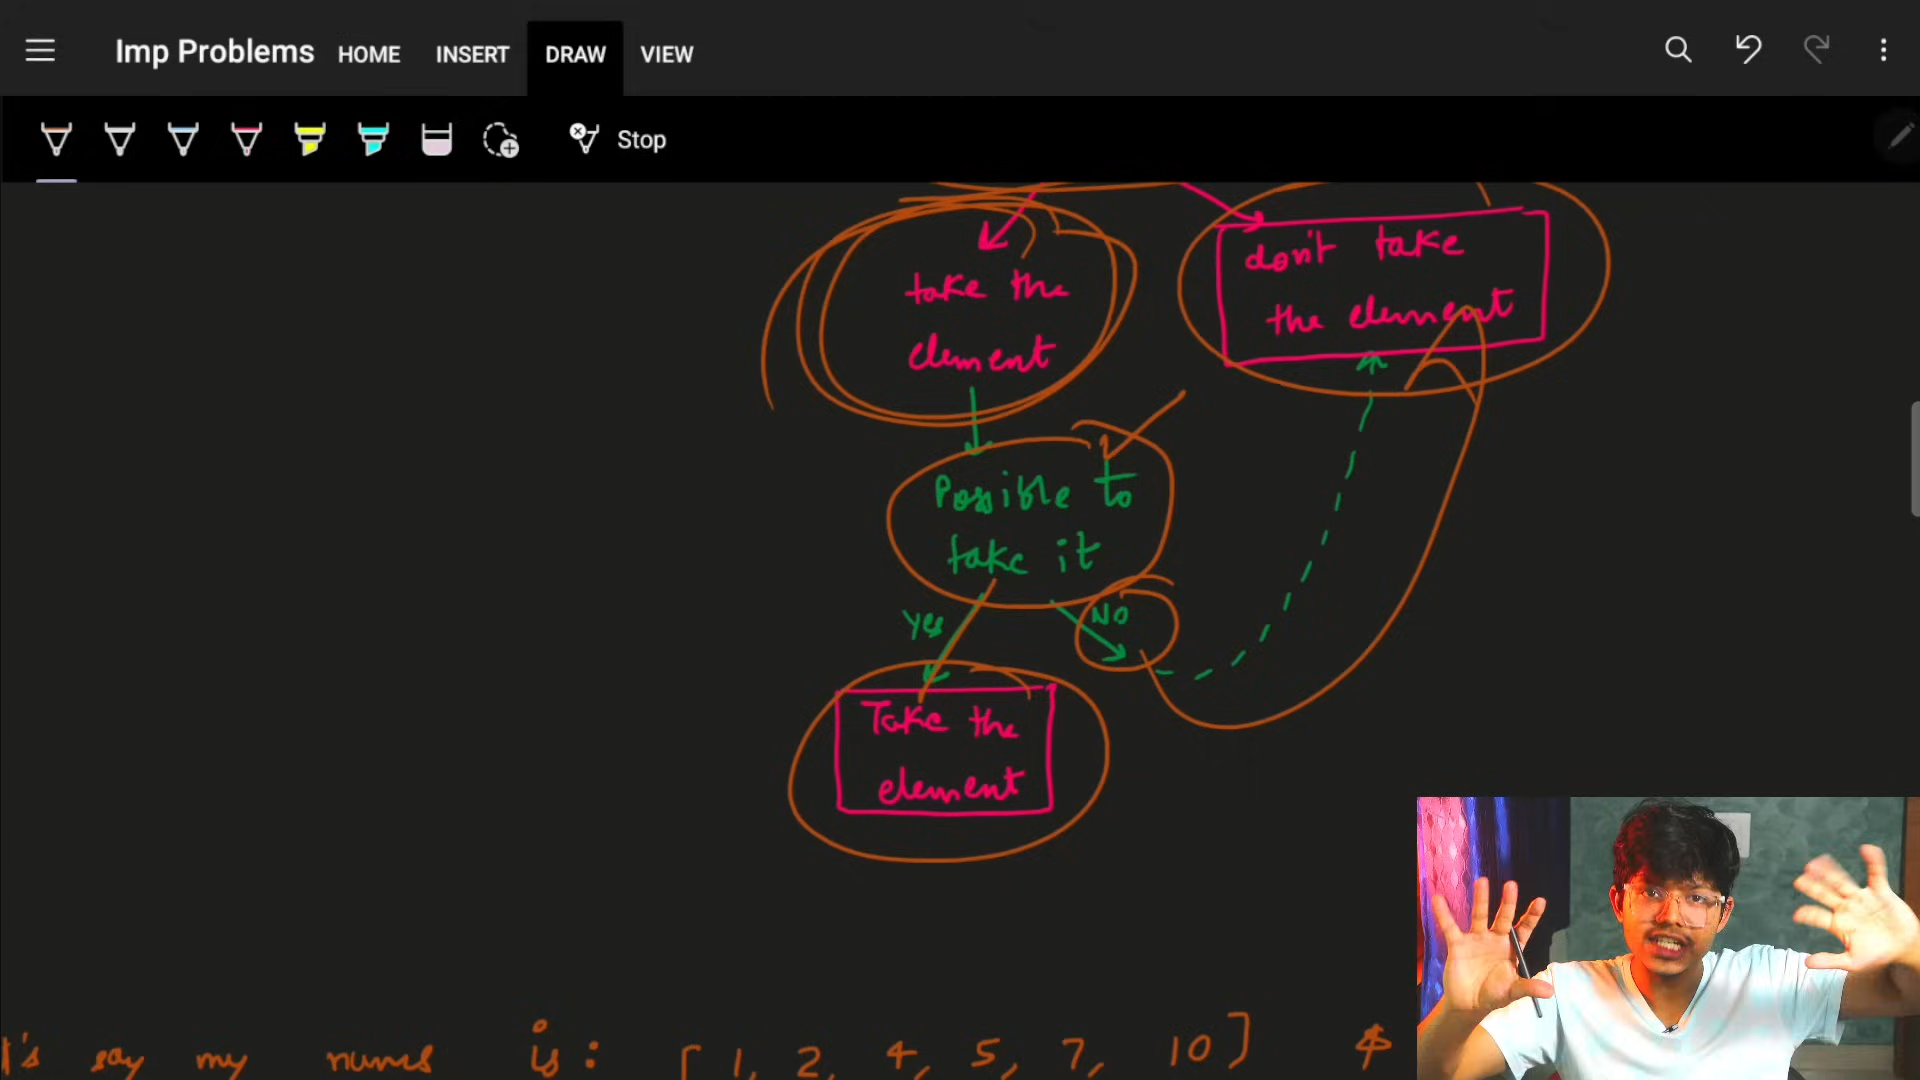 Imp Problems HOME INSERT DRAW VIEW
Stop
take the
element
don't take
the element
Possible to
take it
Yes
NO
Take the
element
t's say my nums is: [1, 2, 4, 5, 7, 10] $